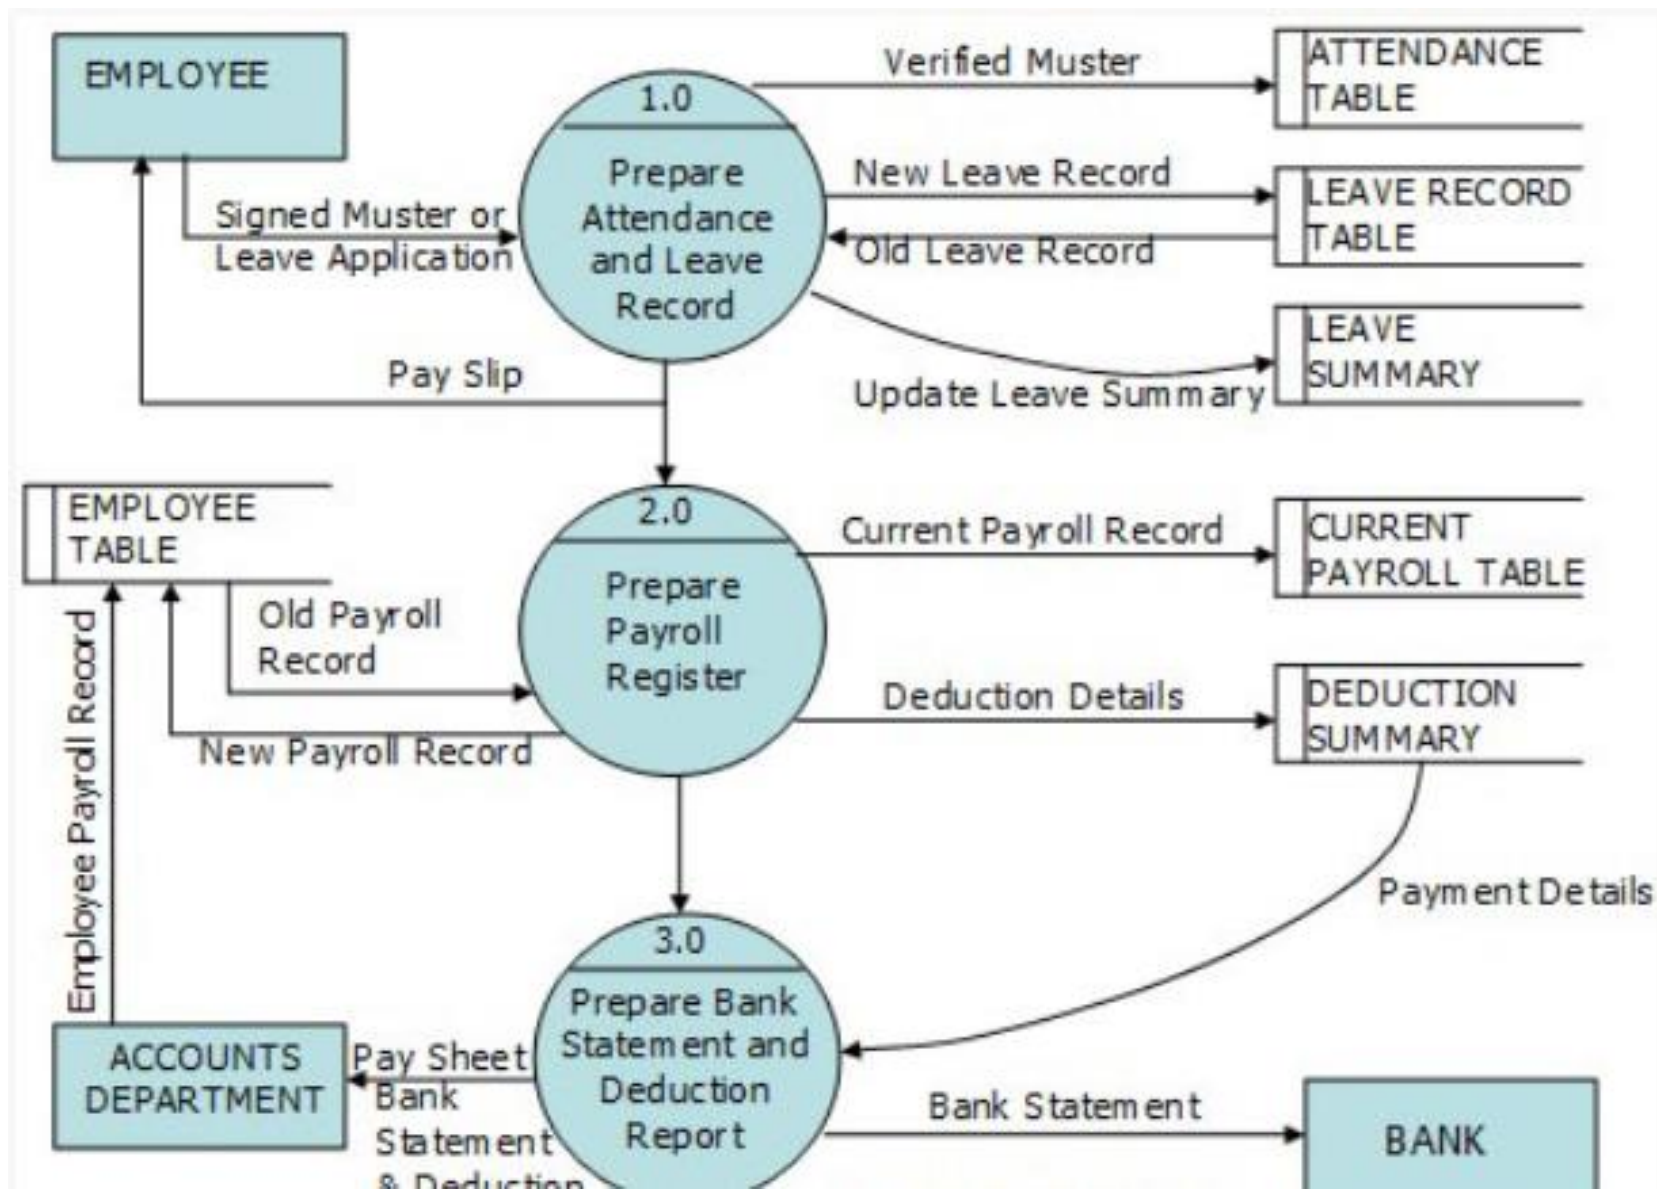 EMPLOYEE
1.0
Prepare
Attendance
and Leave
Record
Verified Muster
ATTENDANCE
TABLE
New Leave Record
LEAVE RECORD
TABLE
Old Leave Record
Signed Muster or
Leave Application
LEAVE
SUMMARY
Update Leave Summary
Pay Slip
EMPLOYEE
TABLE
2.0
Prepare
Payroll
Register
Current Payroll Record
CURRENT
PAYROLL TABLE
Old Payroll
Record
Deduction Details
DEDUCTION
SUMMARY
New Payroll Record
Employee Payroll Record
Payment Details
3.0
Prepare Bank
Statement and
Deduction
Report
ACCOUNTS
DEPARTMENT
Pay Sheet
Bank
Statement
& Deduction
Bank Statement
BANK